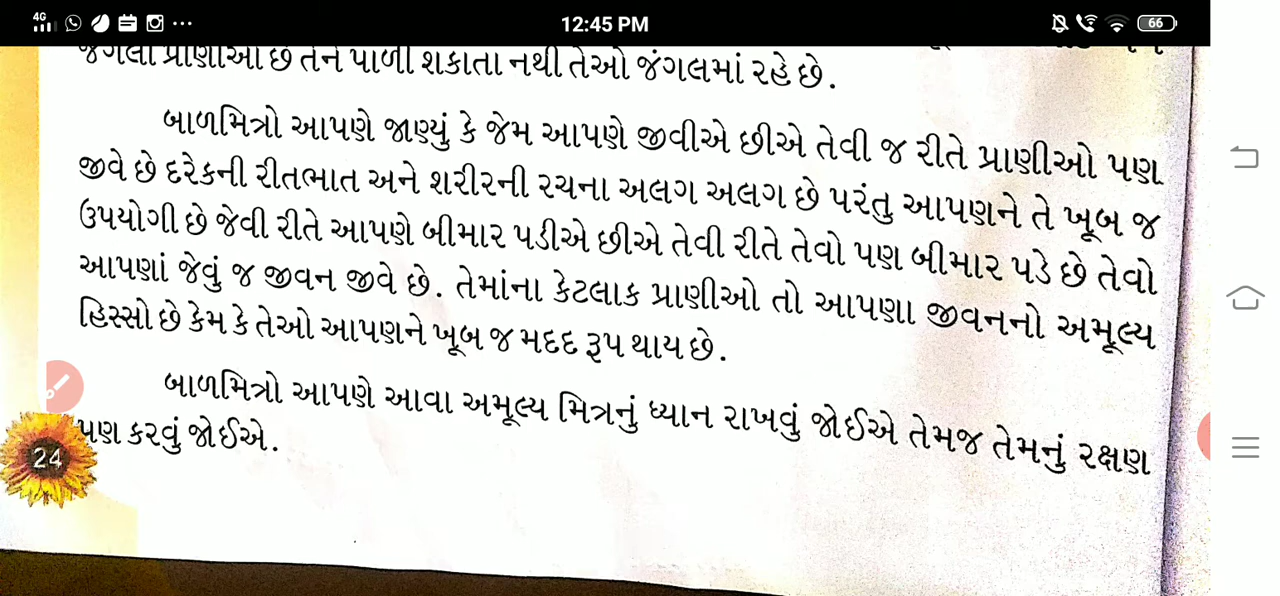 4G 12:45 PM 66
જંગલી પ્રાણીઓ છે તેને પાળી શકાતા નથી તેઓ જંગલમાં રહે છે.
બાળમિત્રો આપણે જાણ્યું કે જેમ આપણે જીવીએ છીએ તેવી જ રીતે પ્રાણીઓ પણ
જીવે છે દરેકની રીતભાત અને શરીરની રચના અલગ અલગ છે પરંતુ આપણને તે ખૂબ જ
ઉપયોગી છે જેવી રીતે આપણે બીમાર પડીએ છીએ તેવી રીતે તેવો પણ બીમાર પડે છે તેવો
આપણાં જેવું જ જીવન જીવે છે. તેમાંના કેટલાક પ્રાણીઓ તો આપણા જીવનનો અમૂલ્ય
હિસ્સો છે કેમ કે તેઓ આપણને ખૂબ જ મદદ રૂપ થાય છે.
બાળમિત્રો આપણે આવા અમૂલ્ય મિત્રનું ધ્યાન રાખવું જોઈએ તેમજ તેમનું રક્ષણ
પણ કરવું જોઈએ.
24